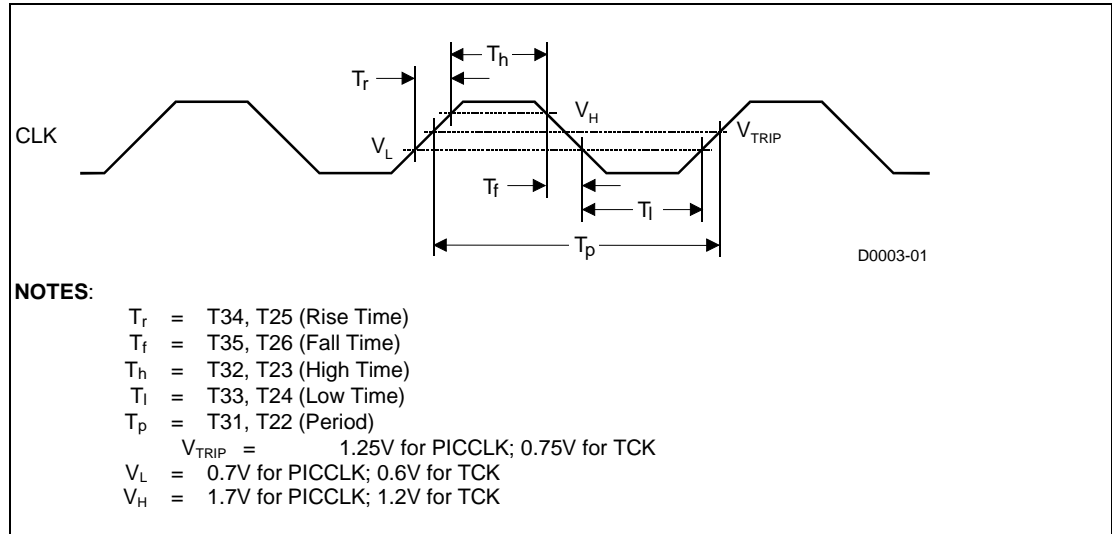 Th
Tr
CLK
VH
VTRIP
VL
Tf
Tl
Tp
D0003-01
NOTES:
Tr = T34, T25 (Rise Time)
Tf = T35, T26 (Fall Time)
Th = T32, T23 (High Time)
Tl = T33, T24 (Low Time)
Tp = T31, T22 (Period)
VTRIP = 1.25V for PICCLK; 0.75V for TCK
VL = 0.7V for PICCLK; 0.6V for TCK
VH = 1.7V for PICCLK; 1.2V for TCK